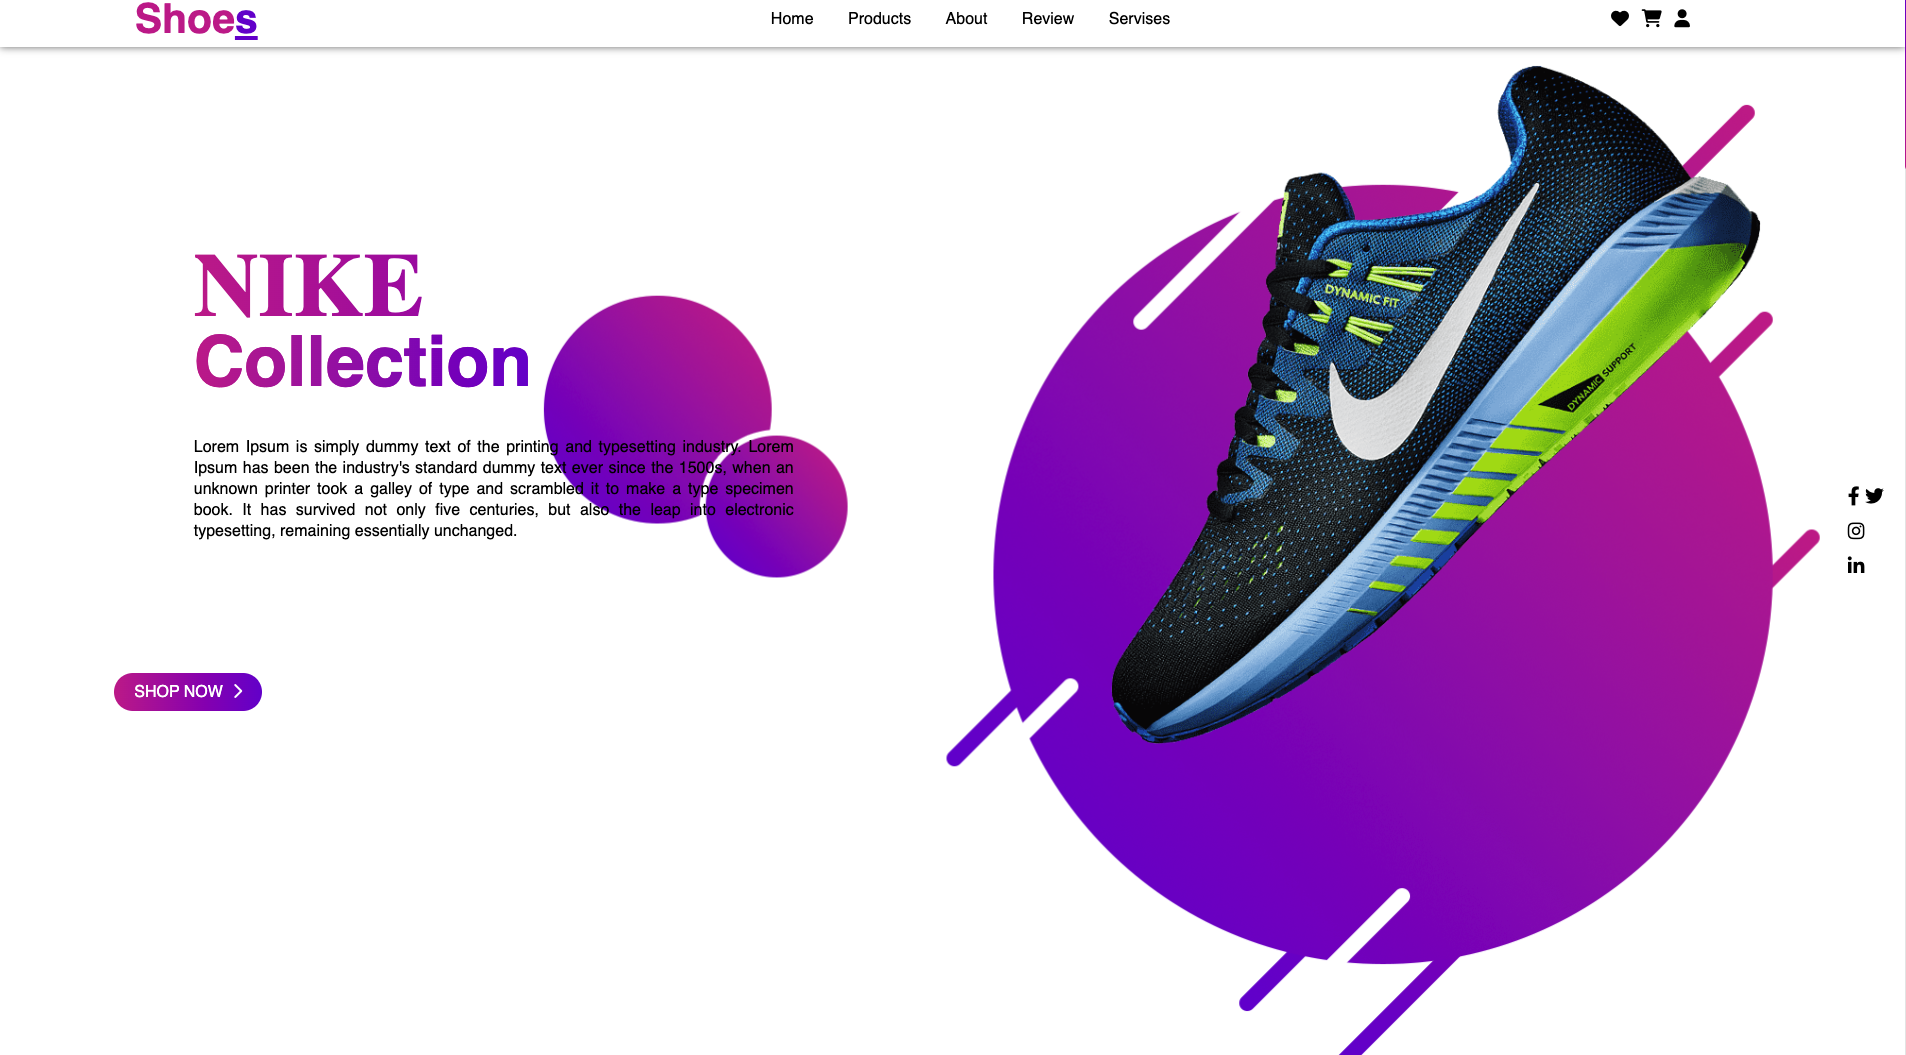 Shoes
Home Products About Review Servises
NIKE
Collection
Lorem Ipsum is simply dummy text of the printing and typesetting industry. Lorem
Ipsum has been the industry's standard dummy text ever since the 1500s, when an
unknown printer took a galley of type and scrambled it to make a type specimen
book. It has survived not only five centuries, but also the leap into electronic
typesetting, remaining essentially unchanged.
SHOP NOW
DYNAMIC FIT
DYNAMIC SUPPORT